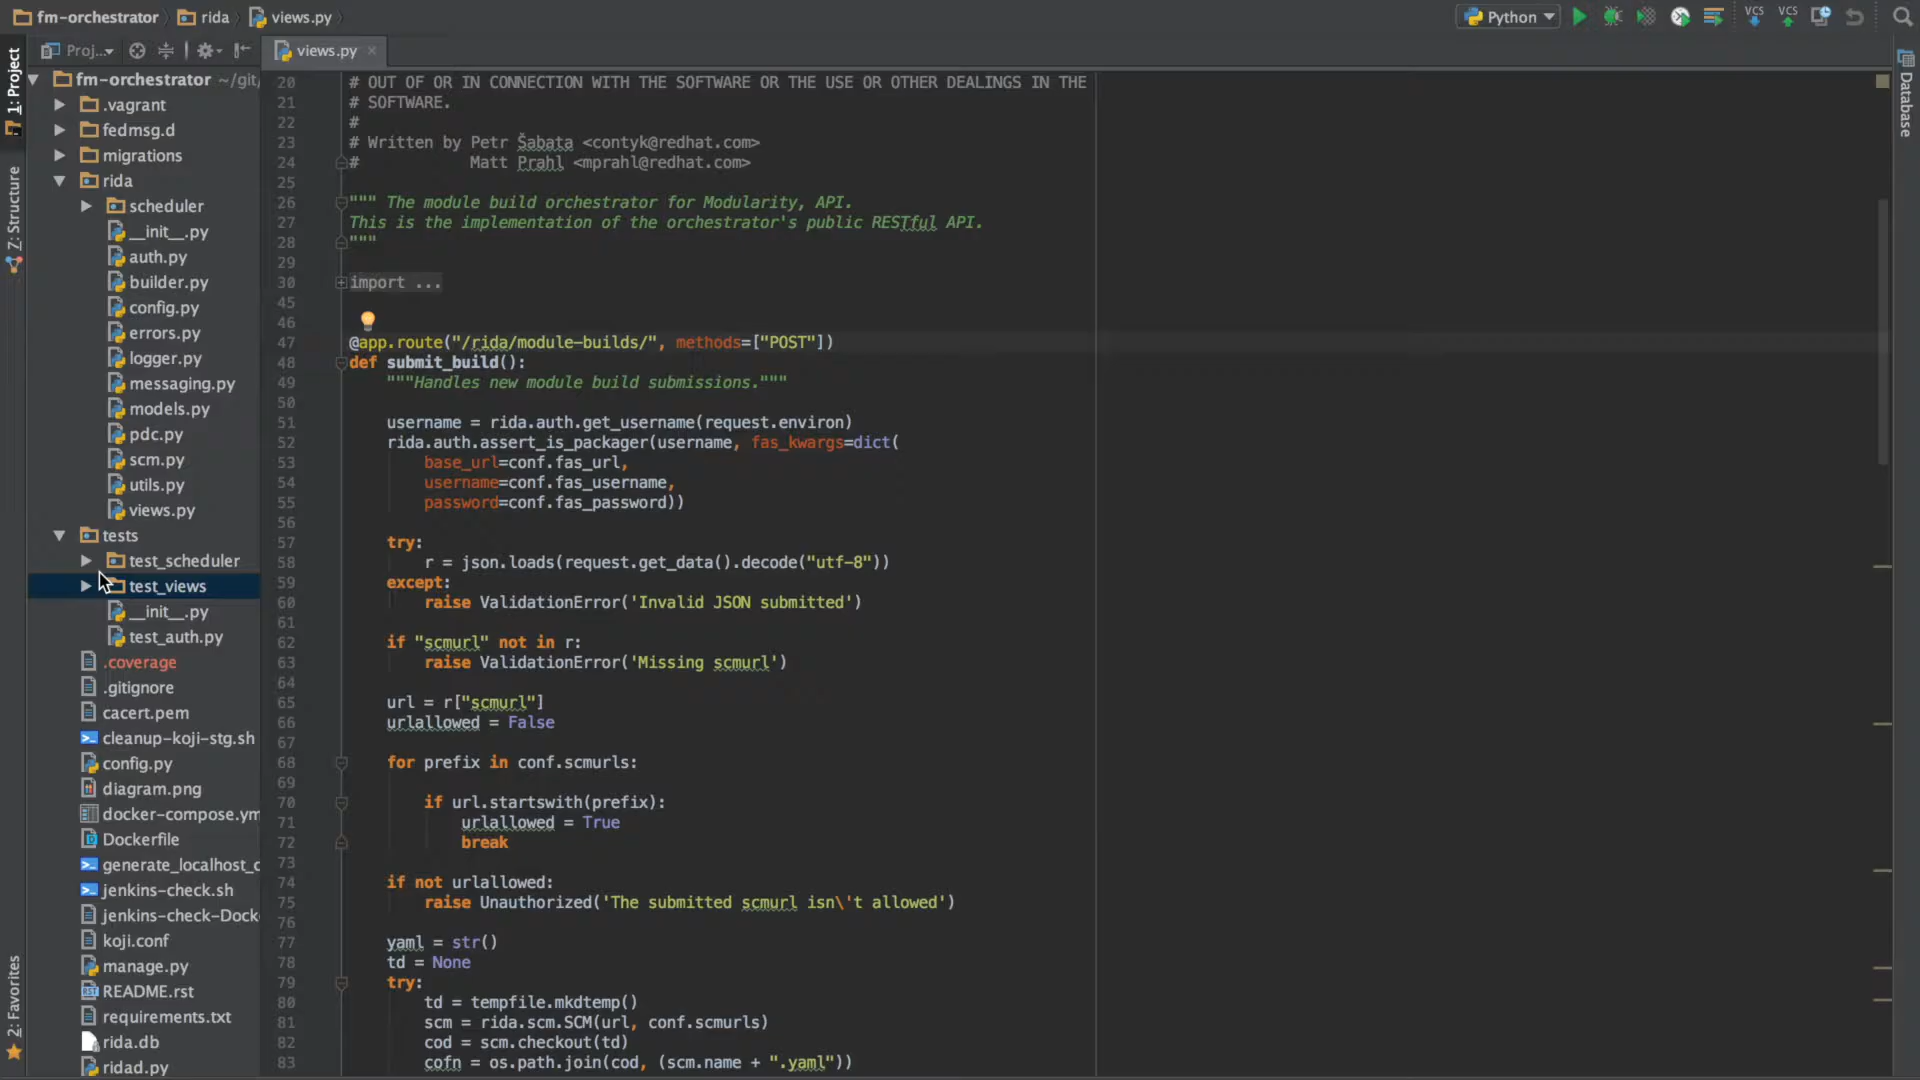 fm-orchestrator
rida
views.py
Python
VCS
VCS
1: Project
Z: Structure
2: Favorites
Database
Proj...
views.py
fm-orchestrator ~/git/
.vagrant
fedmsg.d
migrations
rida
scheduler
__init__.py
auth.py
builder.py
config.py
errors.py
logger.py
messaging.py
models.py
pdc.py
scm.py
utils.py
views.py
tests
test_scheduler
test_views
__init__.py
test_auth.py
.coverage
.gitignore
cacert.pem
cleanup-koji-stg.sh
config.py
diagram.png
docker-compose.ym
Dockerfile
generate_localhost_c
jenkins-check.sh
jenkins-check-Dock
koji.conf
manage.py
README.rst
requirements.txt
rida.db
ridad.py
20 # OUT OF OR IN CONNECTION WITH THE SOFTWARE OR THE USE OR OTHER DEALINGS IN THE
21 # SOFTWARE.
22 #
23 # Written by Petr Šabata <contyk@redhat.com>
24 #            Matt Prahl <mprahl@redhat.com>
25
26 """ The module build orchestrator for Modularity, API.
27 This is the implementation of the orchestrator's public RESTful API.
28 """
29
30 import ...
45
46
47 @app.route("/rida/module-builds/", methods=["POST"])
48 def submit_build():
49     """Handles new module build submissions."""
50
51     username = rida.auth.get_username(request.environ)
52     rida.auth.assert_is_packager(username, fas_kwargs=dict(
53         base_url=conf.fas_url,
54         username=conf.fas_username,
55         password=conf.fas_password))
56
57     try:
58         r = json.loads(request.get_data().decode("utf-8"))
59     except:
60         raise ValidationError('Invalid JSON submitted')
61
62     if "scmurl" not in r:
63         raise ValidationError('Missing scmurl')
64
65     url = r["scmurl"]
66     urlallowed = False
67
68     for prefix in conf.scmurls:
69
70         if url.startswith(prefix):
71             urlallowed = True
72             break
73
74     if not urlallowed:
75         raise Unauthorized('The submitted scmurl isn\'t allowed')
76
77     yaml = str()
78     td = None
79     try:
80         td = tempfile.mkdtemp()
81         scm = rida.scm.SCM(url, conf.scmurls)
82         cod = scm.checkout(td)
83         cofn = os.path.join(cod, (scm.name + ".yaml"))